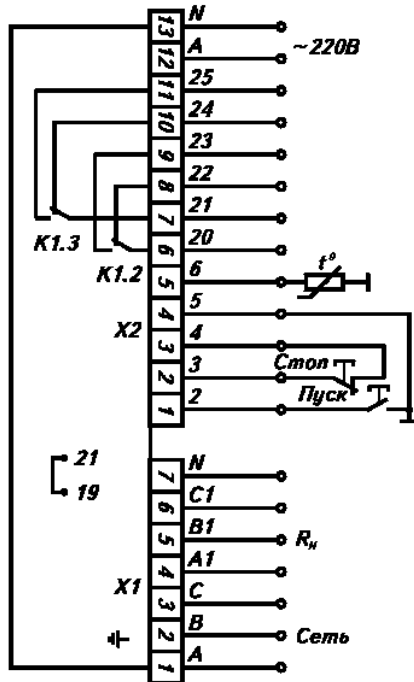 13 N
12 A ~220В
11 25
10 24
9 23
8 22
7 21
К1.3
6 20
К1.2
5 6 t°
4 5
X2
3 4
Стоп
2 3
Пуск
1 2
7 N
21
6 C1
19
5 B1 Rн
4 A1
X1
3 C
2 B Сеть
1 A